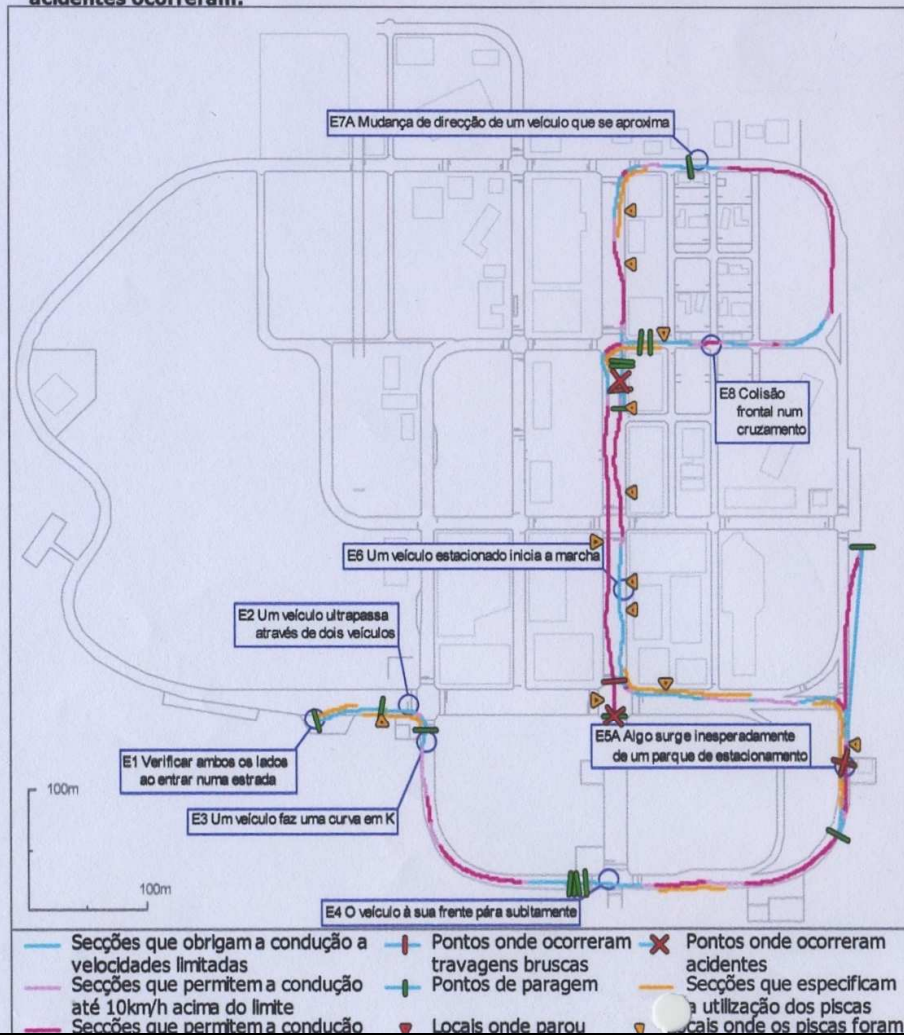 acidentes ocorreram:
E7A Mudança de direcção de um veículo que se aproxima
E8 Colisão
frontal num
cruzamento
E6 Um veículo estacionado inicia a marcha
E2 Um veículo ultrapassa
através de dois veículos
E5A Algo surge inesperadamente
de um parque de estacionamento
E1 Verificar ambos os lados
ao entrar numa estrada
E3 Um veículo faz uma curva em K
100m
100m
E4 O veículo à sua frente pára subitamente
Secções que obrigam a condução a
velocidades limitadas
Pontos onde ocorreram
travagens bruscas
Pontos onde ocorreram
acidentes
Secções que permitem a condução
até 10km/h acima do limite
Pontos de paragem
Secções que especificam
a utilização dos piscas
Secções que permitem a condução
Locais onde parou
ocais onde os piscas foram